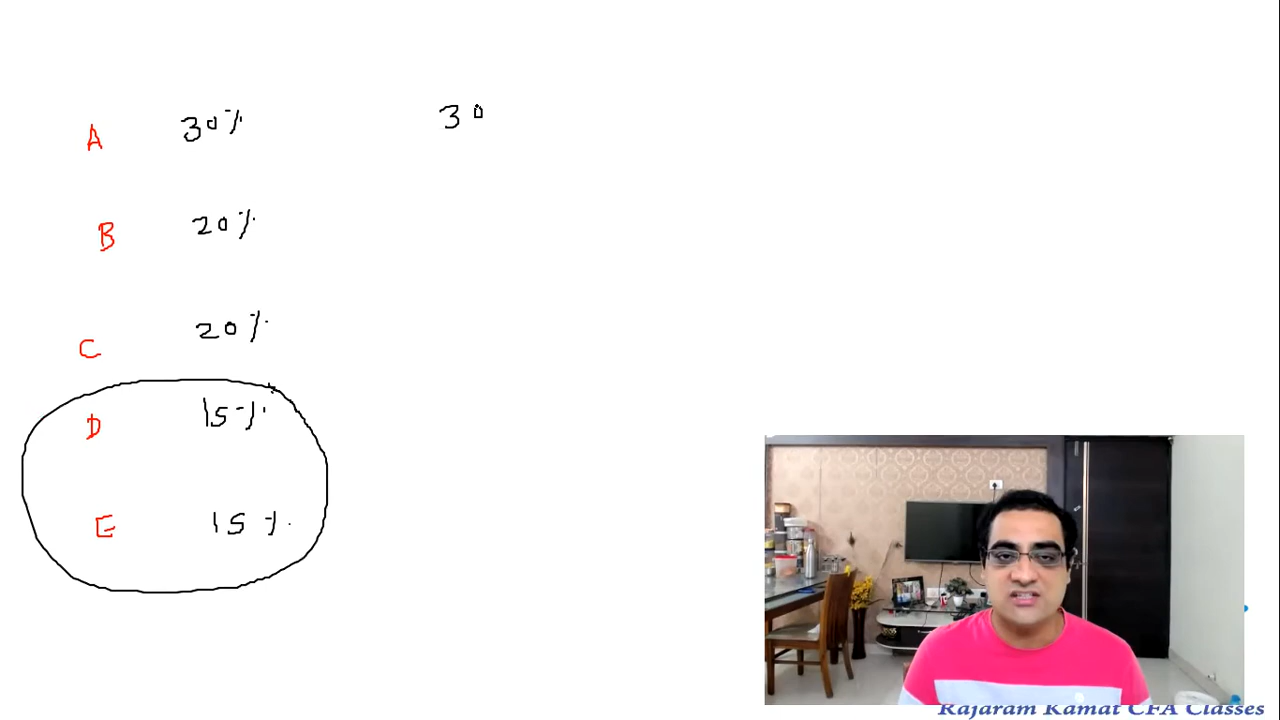 A 30% 30
B 20%
C 20%
D 15%
E 15%
Rajaram Kamat CFA Classes